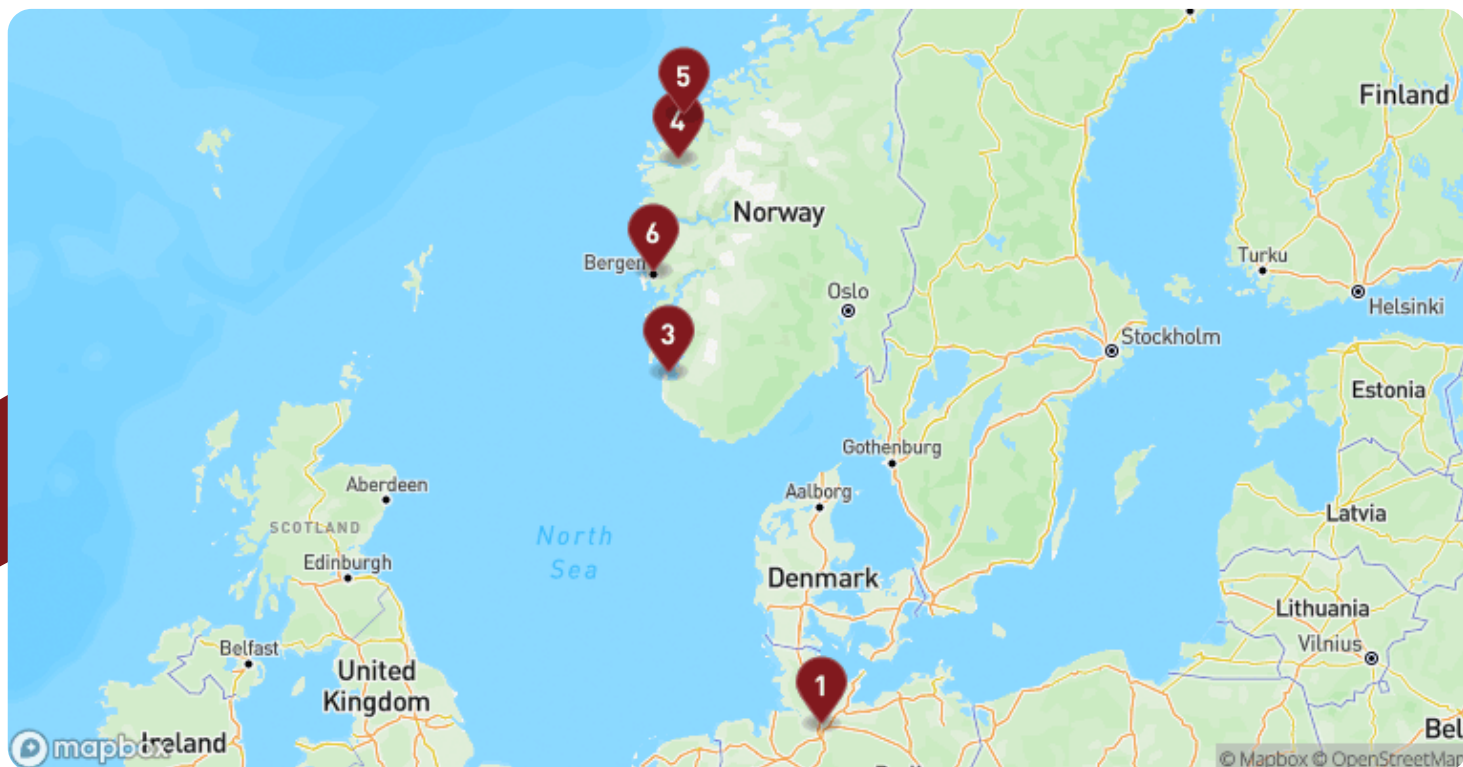 5
4
Finland
Norway
6
Bergen
Turku
Oslo
Helsinki
3
Stockholm
Estonia
Gothenburg
Aberdeen
Aalborg
Latvia
SCOTLAND
North
Sea
Edinburgh
Denmark
Lithuania
Belfast
Vilnius
United
Kingdom
1
Ireland
Bel
mapbox
© Mapbox © OpenStreetMap